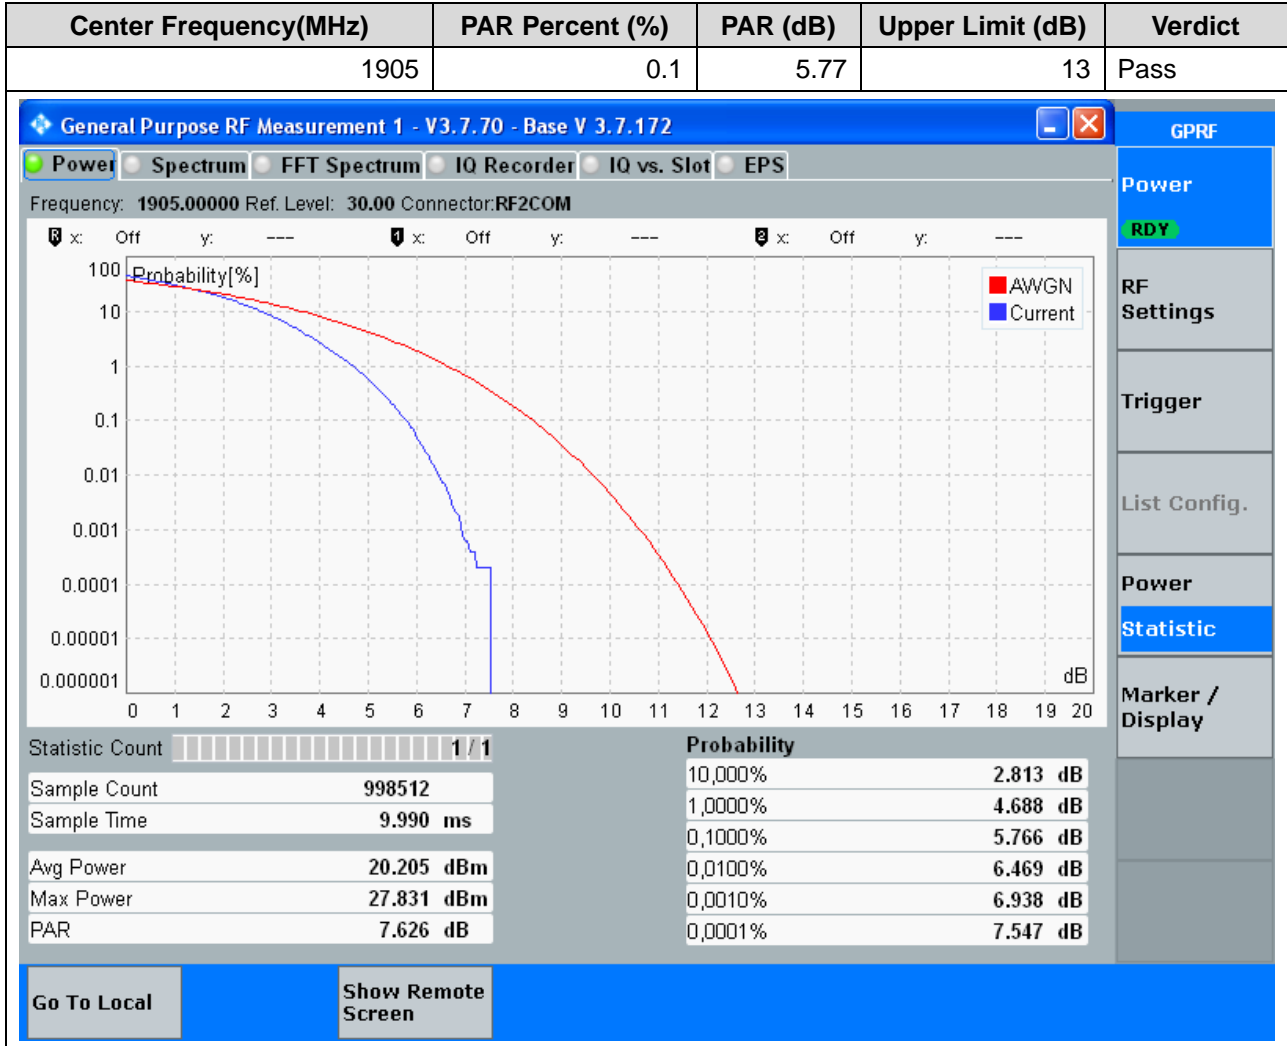 Center Frequency(MHz) PAR Percent (%) PAR (dB) Upper Limit (dB) Verdict
1905 0.1 5.77 13 Pass
General Purpose RF Measurement 1 - V3.7.70 - Base V 3.7.172
GPRF
Power Spectrum FFT Spectrum IQ Recorder IQ vs. Slot EPS
Frequency: 1905.00000 Ref. Level: 30.00 Connector:RF2COM
R x: Off y: --- 1 x: Off y: --- 2 x: Off y: ---
Probability[%]
AWGN
Current
100
10
1
0.1
0.01
0.001
0.0001
0.00001
0.000001
dB
0 1 2 3 4 5 6 7 8 9 10 11 12 13 14 15 16 17 18 19 20
Statistic Count 1 / 1
Sample Count 998512
Sample Time 9.990 ms
Avg Power 20.205 dBm
Max Power 27.831 dBm
PAR 7.626 dB
Probability
10,000% 2.813 dB
1,0000% 4.688 dB
0,1000% 5.766 dB
0,0100% 6.469 dB
0,0010% 6.938 dB
0,0001% 7.547 dB
Power
RDY
RF
Settings
Trigger
List Config.
Power
Statistic
Marker /
Display
Go To Local
Show Remote
Screen